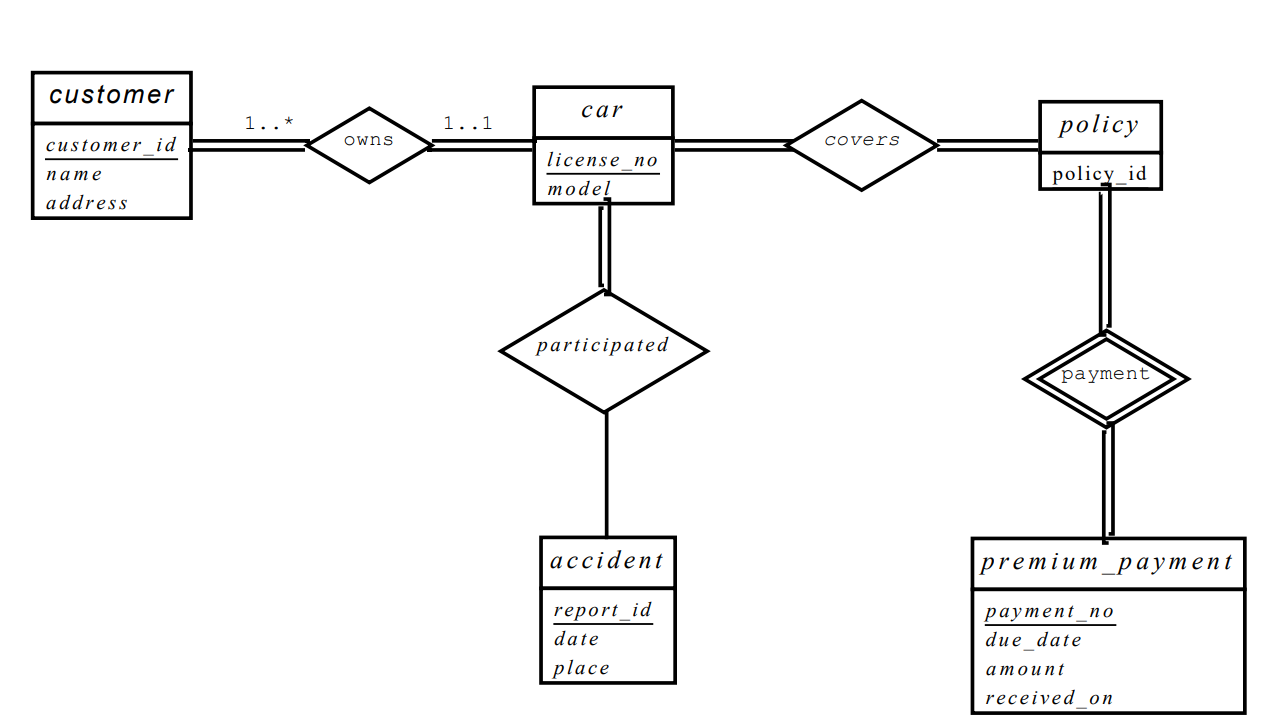 customer
customer_id
name
address
1..*
owns
1..1
car
license_no
model
covers
policy
policy_id
participated
payment
accident
report_id
date
place
premium_payment
payment_no
due_date
amount
received_on